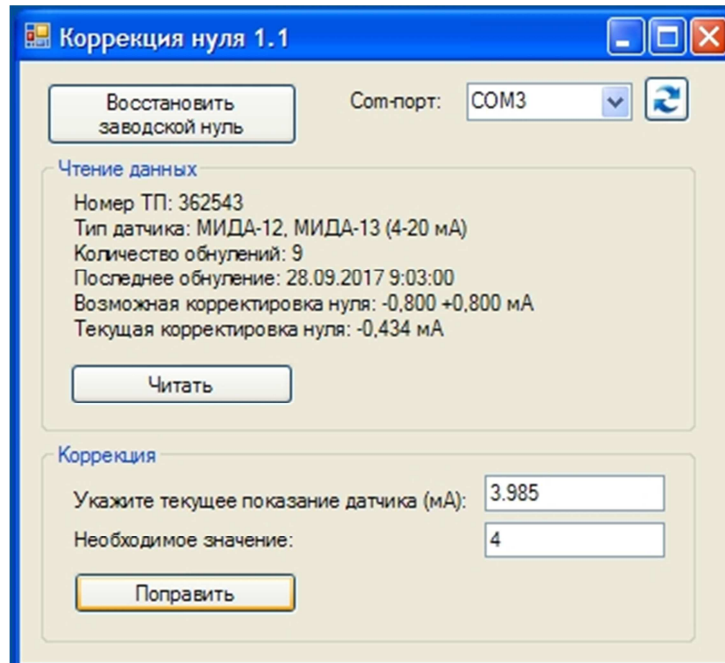 Коррекция нуля 1.1
Восстановить
заводской нуль
Com-порт:
COM3
Чтение данных
Номер ТП: 362543
Тип датчика: МИДА-12, МИДА-13 (4-20 мА)
Количество обнулений: 9
Последнее обнуление: 28.09.2017 9:03:00
Возможная корректировка нуля: -0,800 +0,800 мА
Текущая корректировка нуля: -0,434 мА
Читать
Коррекция
Укажите текущее показание датчика (мА):
3.985
Необходимое значение:
4
Поправить